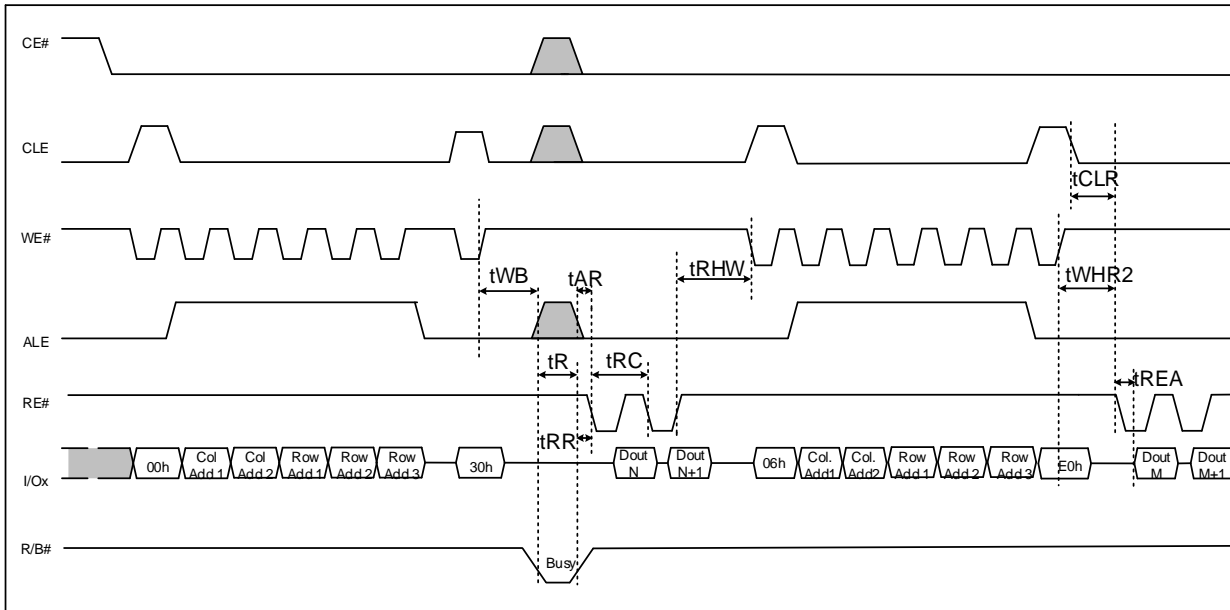 CE#
CLE
tCLR
WE#
tWB
tAR
tRHW
tWHR2
ALE
tR
tRC
tREA
RE#
tRR
I/Ox
00h
Col
Add 1
Col
Add 2
Row
Add 1
Row
Add 2
Row
Add 3
30h
Dout
N
Dout
N+1
06h
Col.
Add1
Col.
Add2
Row
Add 1
Row
Add 2
Row
Add 3
E0h
Dout
M
Dout
M+1
R/B#
Busy